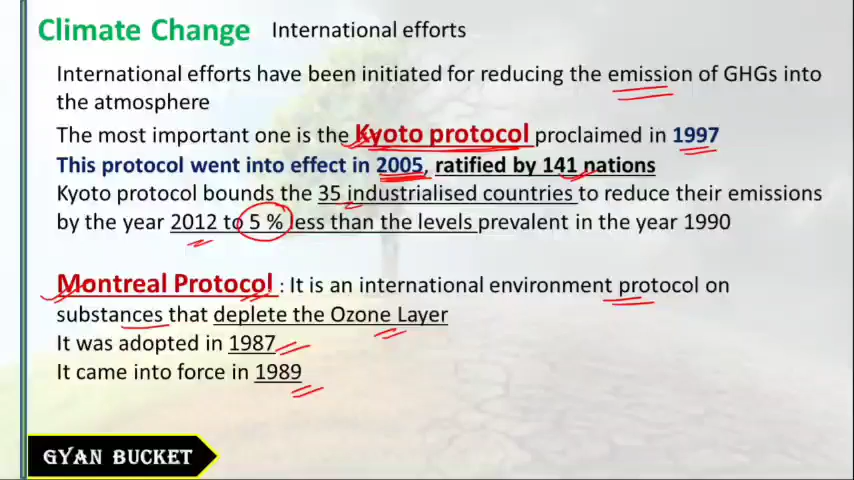 Climate Change International efforts
International efforts have been initiated for reducing the emission of GHGs into
the atmosphere
The most important one is the Kyoto protocol proclaimed in 1997
This protocol went into effect in 2005, ratified by 141 nations
Kyoto protocol bounds the 35 industrialised countries to reduce their emissions
by the year 2012 to 5 % less than the levels prevalent in the year 1990
Montreal Protocol : It is an international environment protocol on
substances that deplete the Ozone Layer
It was adopted in 1987
It came into force in 1989
GYAN BUCKET